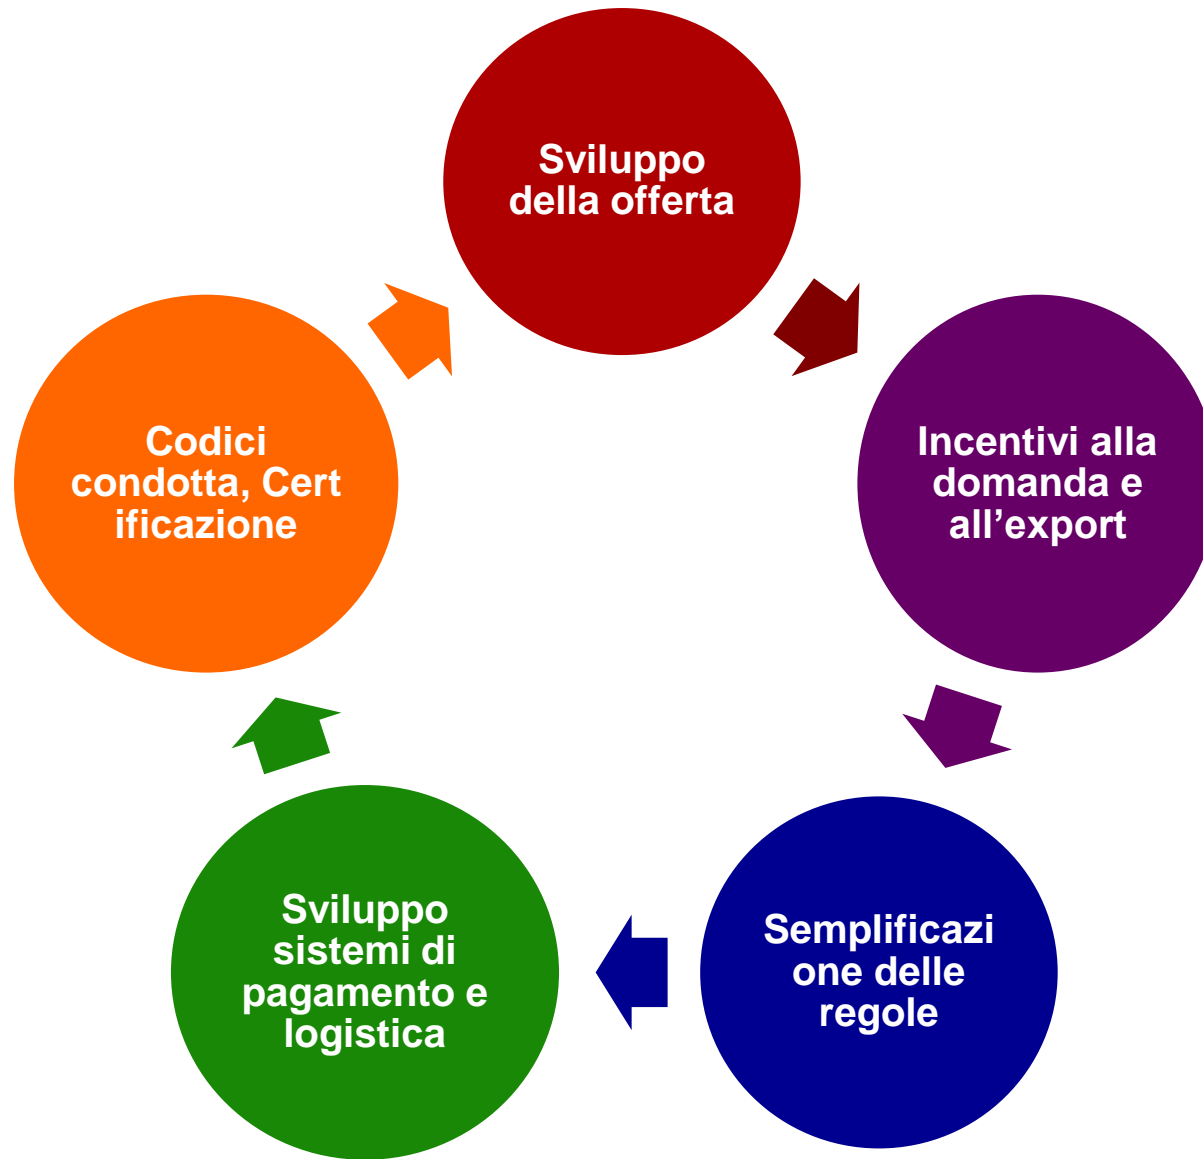 Sviluppo
della offerta
Incentivi alla
domanda e
all’export
Semplificazi
one delle
regole
Sviluppo
sistemi di
pagamento e
logistica
Codici
condotta, Cert
ificazione